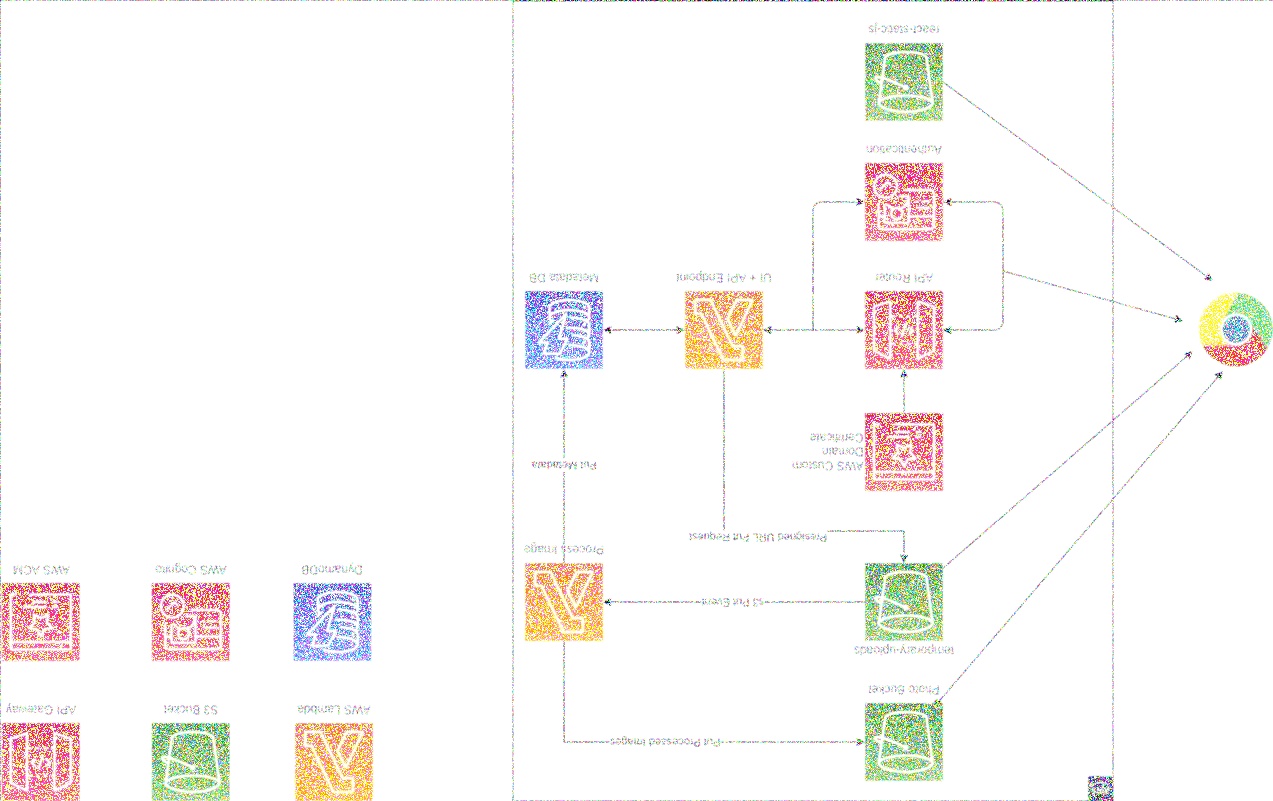 Put Processed Images
Photo Bucket
temporary-uploads
s3 Put Event
Process Image
Presigned URL Put Request
AWS Custom
Domain
Certificate
Put Metadata
API Router
UI + API Endpoint
Metadata DB
Authentication
react-static-js
AWS Lambda
S3 Bucket
API Gateway
DynamoDB
AWS Cognito
AWS ACM